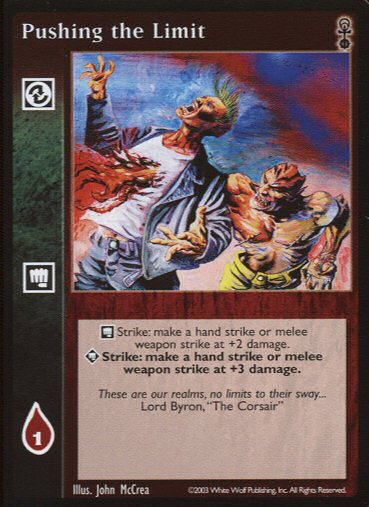 Pushing the Limit
Strike: make a hand strike or melee
weapon strike at +2 damage.
Strike: make a hand strike or melee
weapon strike at +3 damage.
These are our realms, no limits to their sway...
Lord Byron, "The Corsair"
1
Illus. John McCrea
©2003 White Wolf Publishing, Inc. All Rights Reserved.